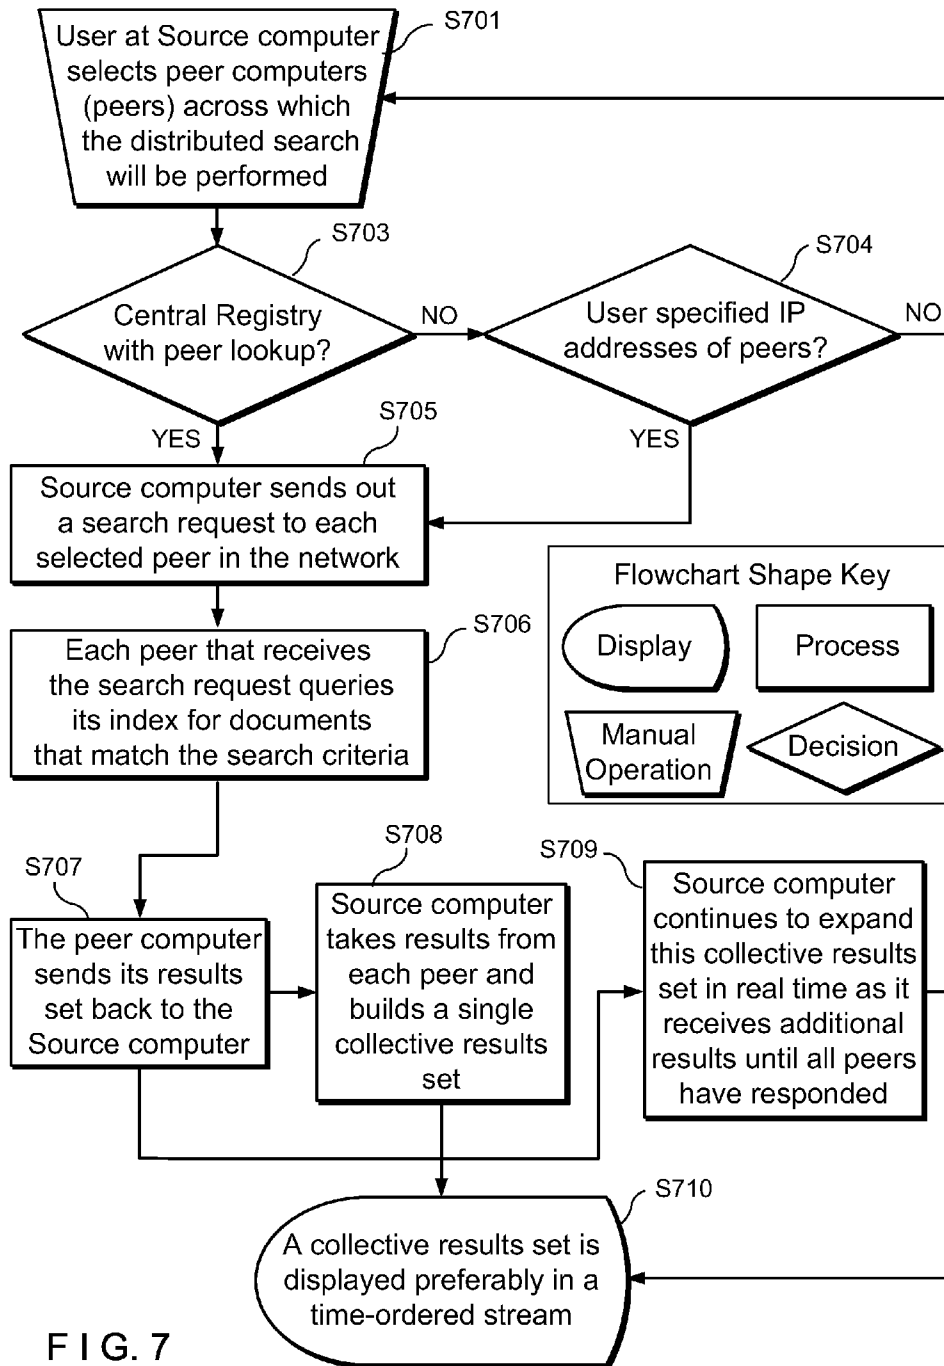 S701
User at Source computer
selects peer computers
(peers) across which
the distributed search
will be performed
S703
Central Registry
with peer lookup?
NO
YES
S704
User specified IP
addresses of peers?
NO
YES
S705
Source computer sends out
a search request to each
selected peer in the network
S706
Each peer that receives
the search request queries
its index for documents
that match the search criteria
Flowchart Shape Key
Display
Process
Manual
Operation
Decision
S707
The peer computer
sends its results
set back to the
Source computer
S708
Source computer
takes results from
each peer and
builds a single
collective results
set
S709
Source computer
continues to expand
this collective results
set in real time as it
receives additional
results until all peers
have responded
S710
A collective results set is
displayed preferably in a
time-ordered stream
FIG. 7